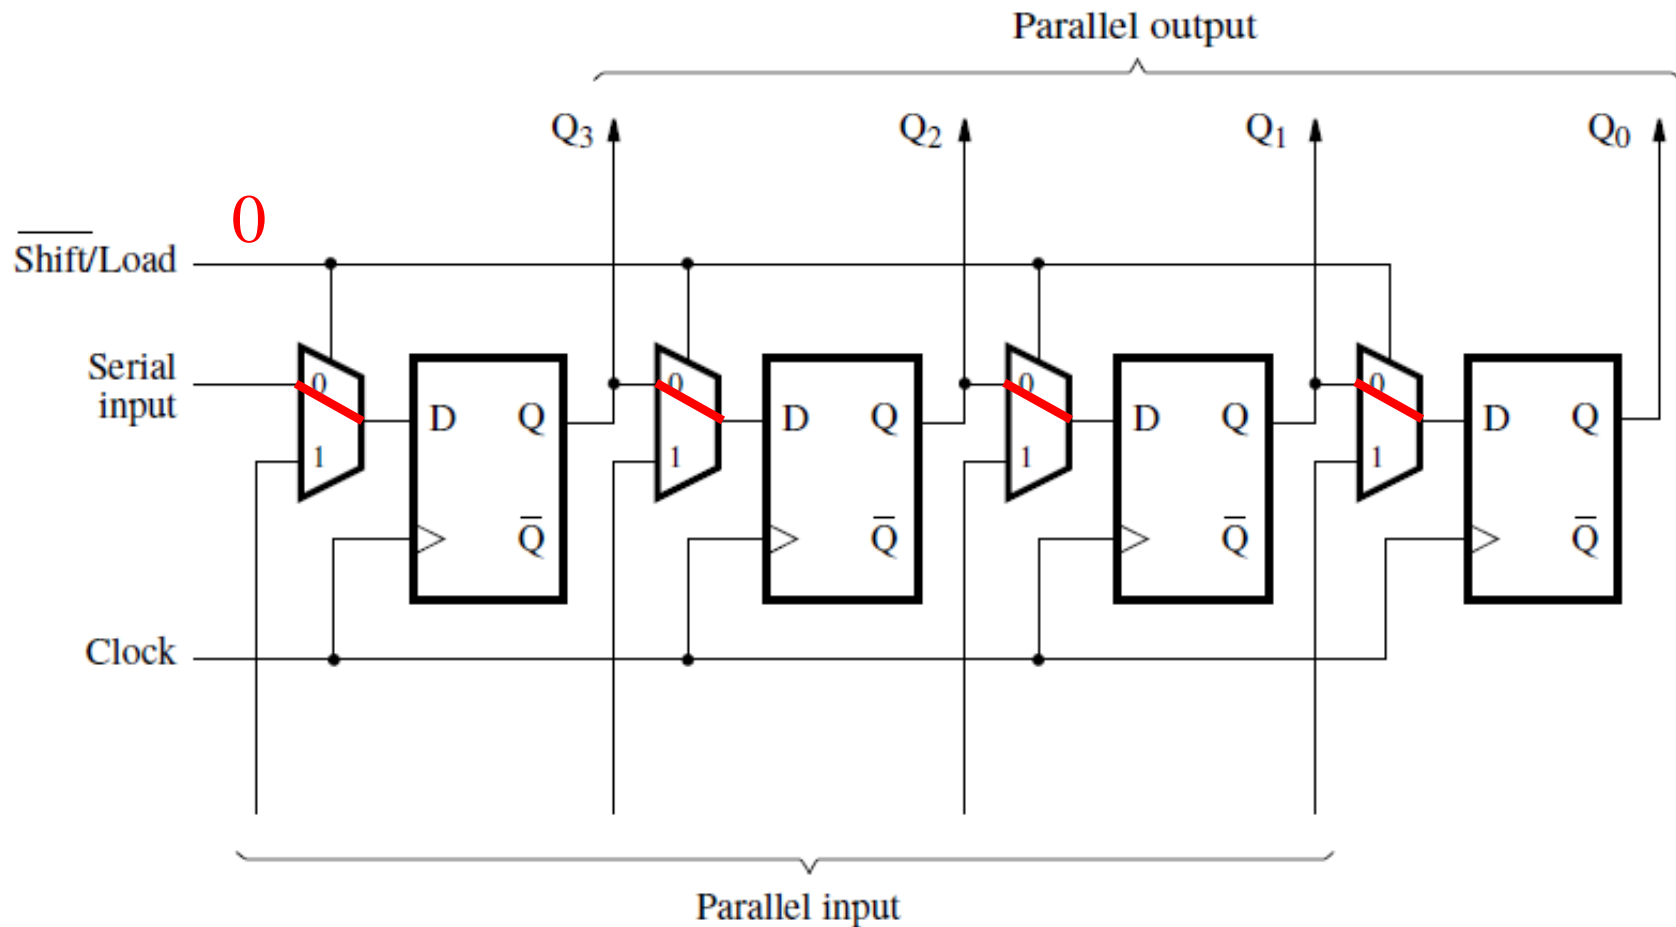 Parallel output
Q3 Q2 Q1 Q0
0
S̅h̅i̅f̅t̅/Load
Serial
input
0 0 0 0
D Q D Q D Q D Q
1 1 1 1
Q̅ Q̅ Q̅ Q̅
Clock
Parallel input